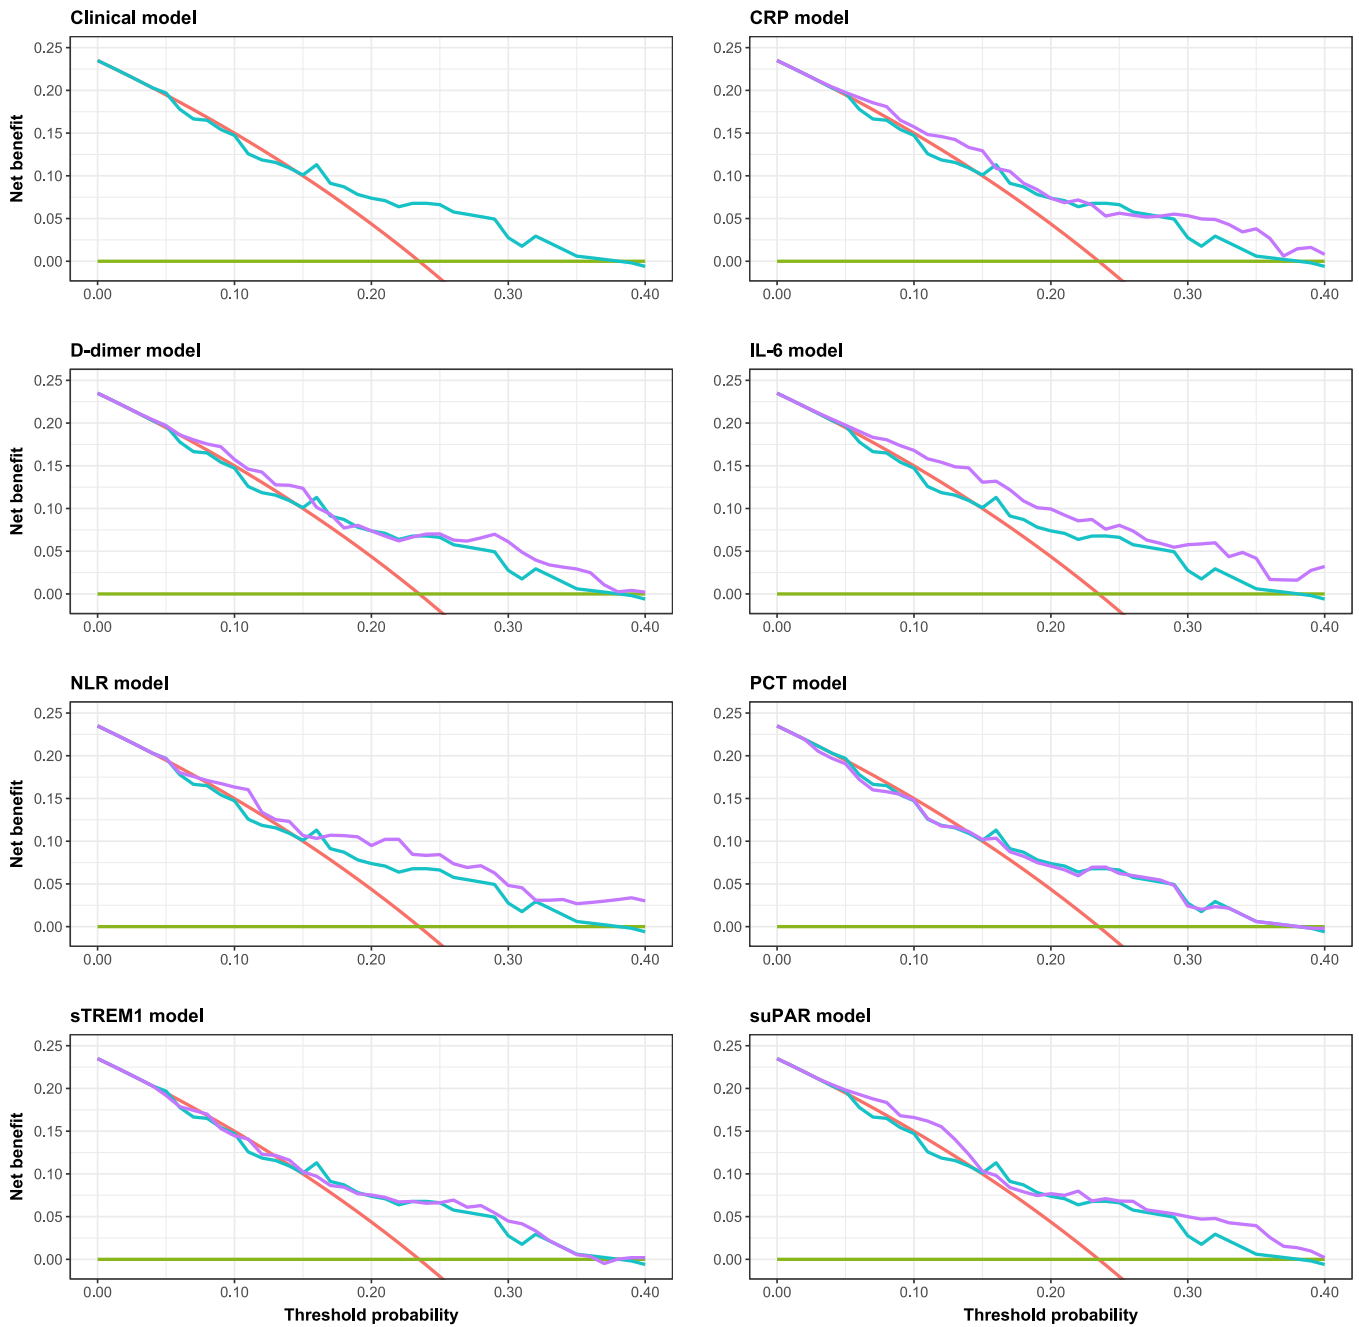 Clinical model
CRP model
Net benefit
0.25
0.20
0.15
0.10
0.05
0.00
0.00 0.10 0.20 0.30 0.40
0.25
0.20
0.15
0.10
0.05
0.00
0.00 0.10 0.20 0.30 0.40
D-dimer model
IL-6 model
Net benefit
0.25
0.20
0.15
0.10
0.05
0.00
0.00 0.10 0.20 0.30 0.40
0.25
0.20
0.15
0.10
0.05
0.00
0.00 0.10 0.20 0.30 0.40
NLR model
PCT model
Net benefit
0.25
0.20
0.15
0.10
0.05
0.00
0.00 0.10 0.20 0.30 0.40
0.25
0.20
0.15
0.10
0.05
0.00
0.00 0.10 0.20 0.30 0.40
sTREM1 model
suPAR model
Net benefit
0.25
0.20
0.15
0.10
0.05
0.00
0.00 0.10 0.20 0.30 0.40
Threshold probability
0.25
0.20
0.15
0.10
0.05
0.00
0.00 0.10 0.20 0.30 0.40
Threshold probability